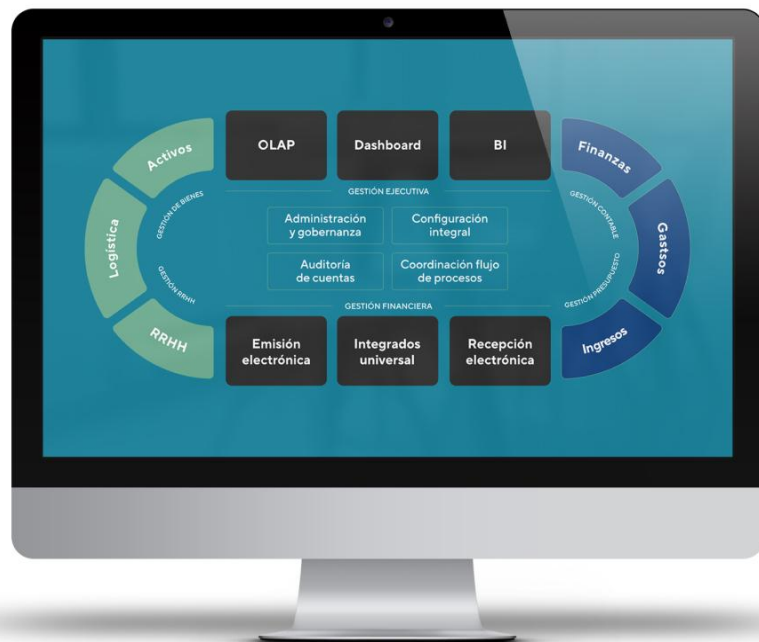 OLAP
Dashboard
BI
Activos
Finanzas
GESTIÓN EJECUTIVA
GESTIÓN DE BIENES
GESTIÓN CONTABLE
Administración
y gobernanza
Configuración
integral
Logística
Gastsos
Auditoría
de cuentas
Coordinación flujo
de procesos
GESTIÓN RRHH
GESTIÓN PRESUPUESTO
GESTIÓN FINANCIERA
RRHH
Ingresos
Emisión
electrónica
Integrados
universal
Recepción
electrónica